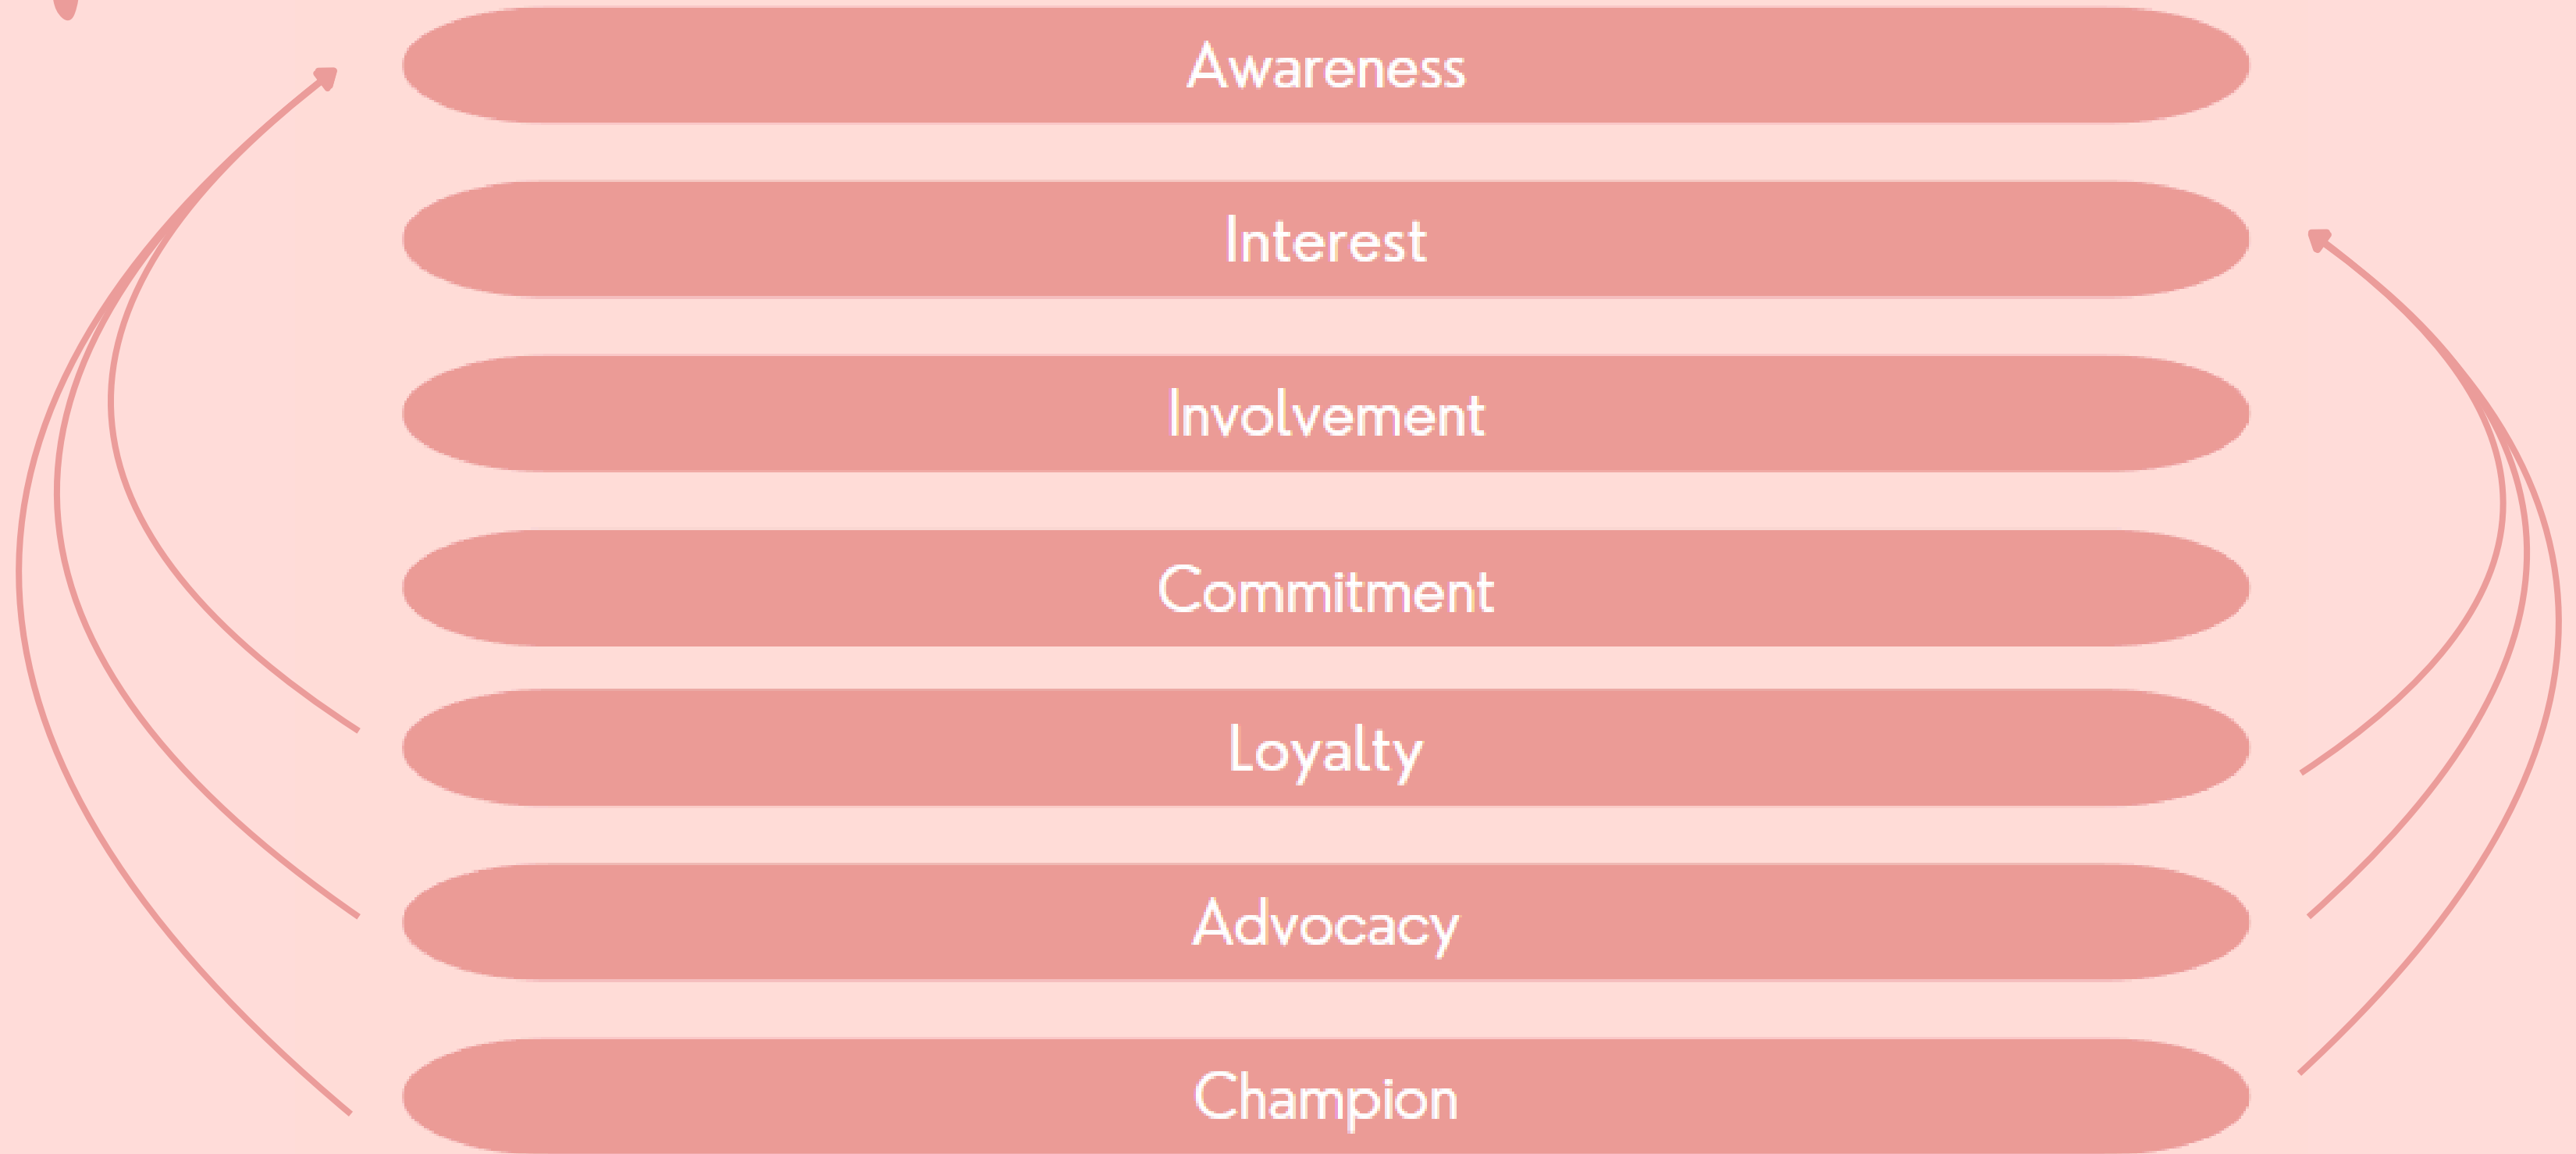 Awareness
Interest
Involvement
Commitment
Loyalty
Advocacy
Champion